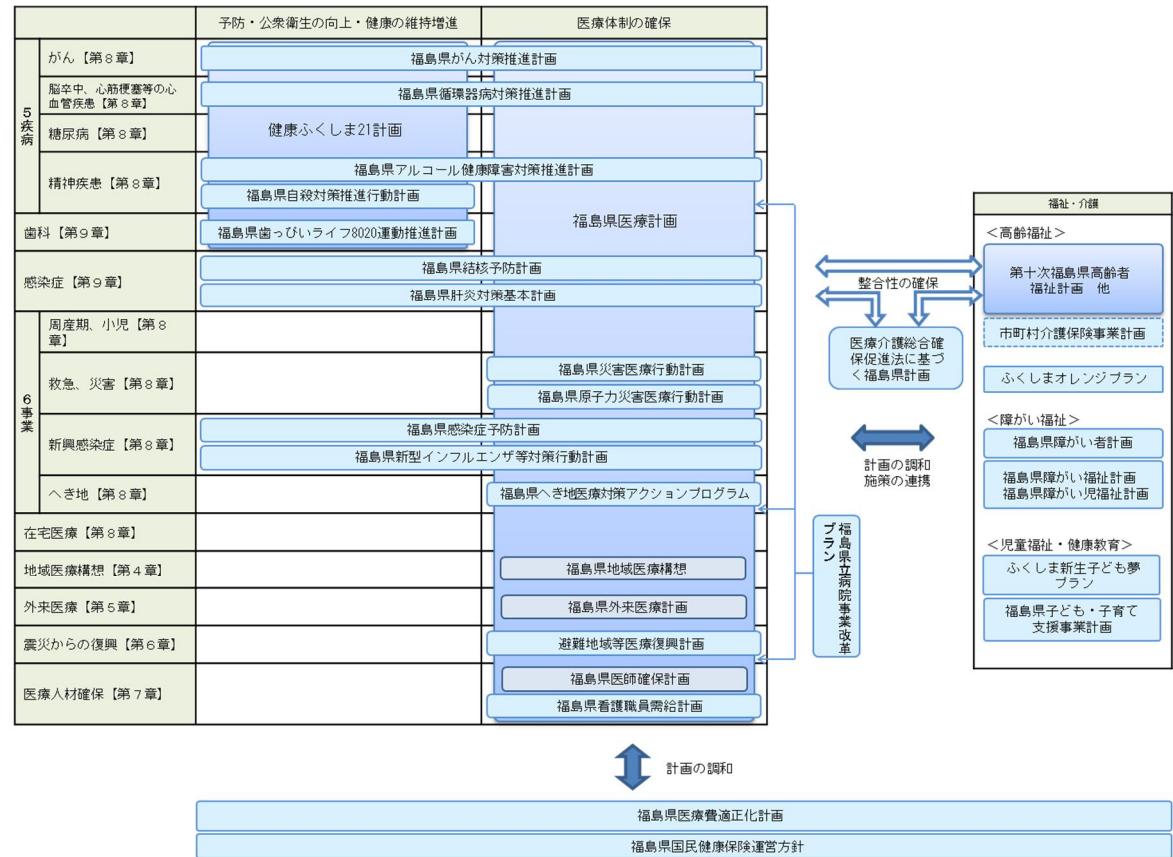 予防・公衆衛生の向上・健康の維持増進
医療体制の確保
5疾病
がん【第８章】
福島県がん対策推進計画
脳卒中、心筋梗塞等の心
血管疾患【第８章】
福島県循環器病対策推進計画
糖尿病【第８章】
健康ふくしま21計画
精神疾患【第８章】
福島県アルコール健康障害対策推進計画
福島県自殺対策推進行動計画
福島県医療計画
歯科【第９章】
福島県歯っぴいライフ8020運動推進計画
感染症【第９章】
福島県結核予防計画
福島県肝炎対策基本計画
6事業
周産期、小児【第８
章】
救急、災害【第８章】
福島県災害医療行動計画
福島県原子力災害医療行動計画
新興感染症【第８章】
福島県感染症予防計画
福島県新型インフルエンザ等対策行動計画
へき地【第８章】
福島県へき地医療対策アクションプログラム
在宅医療【第８章】
地域医療構想【第４章】
福島県地域医療構想
外来医療【第５章】
福島県外来医療計画
震災からの復興【第６章】
避難地域等医療復興計画
医療人材確保【第７章】
福島県医師確保計画
福島県看護職員需給計画
福島県立病院事業改革
プラン
整合性の確保
医療介護総合確
保促進法に基づ
く福島県計画
計画の調和
施策の連携
福祉・介護
＜高齢福祉＞
第十次福島県高齢者
福祉計画　他
市町村介護保険事業計画
ふくしまオレンジプラン
＜障がい福祉＞
福島県障がい者計画
福島県障がい福祉計画
福島県障がい児福祉計画
＜児童福祉・健康教育＞
ふくしま新生子ども夢
プラン
福島県子ども・子育て
支援事業計画
計画の調和
福島県医療費適正化計画
福島県国民健康保険運営方針